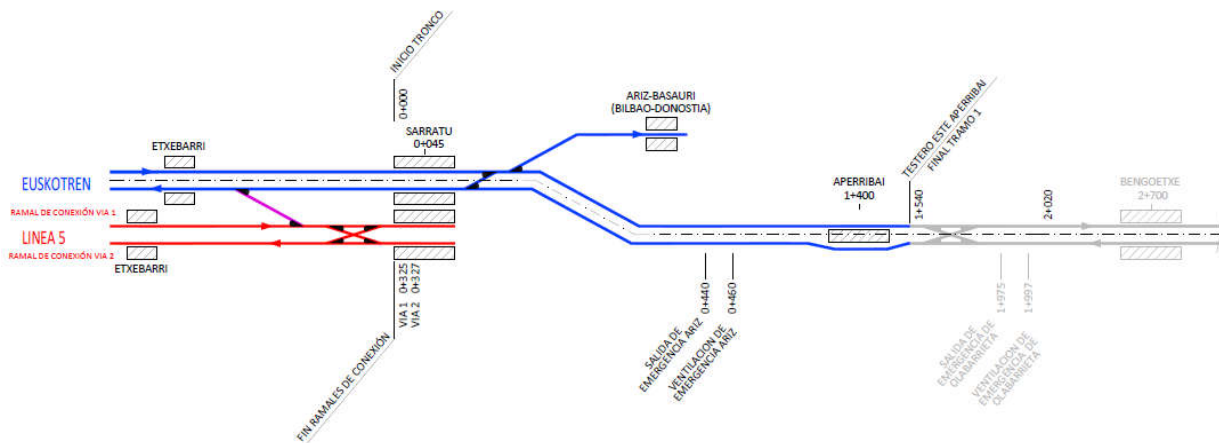 INICIO TRONCO
0+000
ETXEBARRI
SARRATU
0+045
ARIZ-BASAURI
(BILBAO-DONOSTIA)
EUSKOTREN
RAMAL DE CONEXIÓN VIA 1
LINEA 5
RAMAL DE CONEXIÓN VIA 2
ETXEBARRI
FIN RAMALES DE CONEXIÓN
VIA 1 0+325
VIA 2 0+327
0+440
SALIDA DE
EMERGENCIA ARIZ
0+460
VENTILACION DE
EMERGENCIA ARIZ
APERRIBAI
1+400
TESTERO ESTE APERRIBAI
FINAL TRAMO 1
1+540
2+020
BENGOETXE
2+700
1+975
SALIDA DE
EMERGENCIA DE
OLABARRIETA
1+997
VENTILACION DE
EMERGENCIA DE
OLABARRIETA